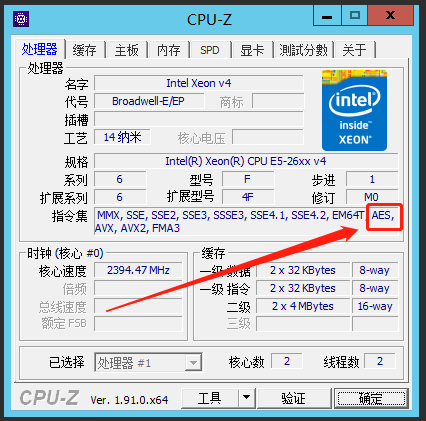 CPU-Z
处理器 缓存 主板 内存 SPD 显卡 測試分數 关于
处理器
名字 Intel Xeon v4
代号 Broadwell-E/EP 商标
插槽
工艺 14 纳米 核心电压
规格 Intel(R) Xeon(R) CPU E5-26xx v4
系列 6 型号 F 步进 1
扩展系列 6 扩展型号 4F 修订 M0
指令集 MMX, SSE, SSE2, SSE3, SSSE3, SSE4.1, SSE4.2, EM64T, AES,
AVX, AVX2, FMA3
intel
inside™
XEON®
时钟 (核心 #0)
核心速度 2394.47 MHz
倍频
总线速度
额定 FSB
缓存
一级 数据 2 x 32 KBytes 8-way
一级 指令 2 x 32 KBytes 8-way
二级 2 x 4 MBytes 16-way
三级
已选择 处理器 #1 核心数 2 线程数 2
CPU-Z Ver. 1.91.0.x64 工具 验证 确定